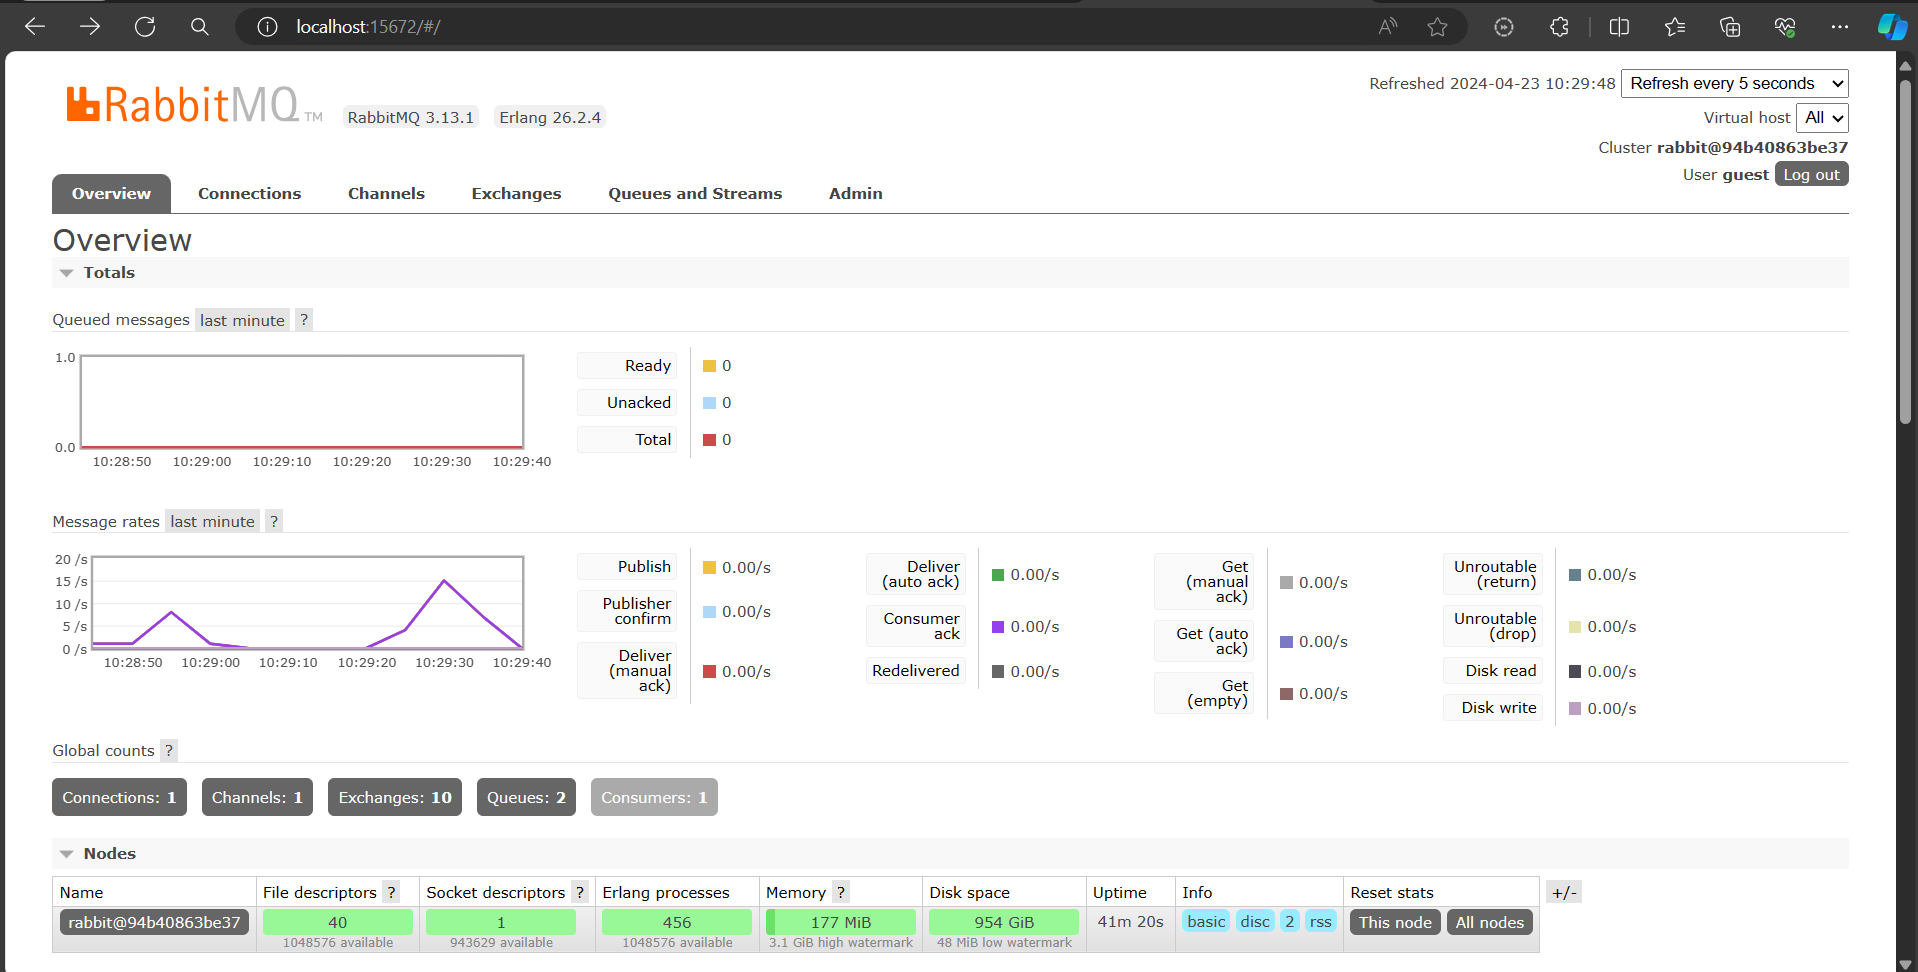 localhost:15672/#/
RabbitMQ TM
RabbitMQ 3.13.1 Erlang 26.2.4
Refreshed 2024-04-23 10:29:48 Refresh every 5 seconds
Virtual host All
Cluster rabbit@94b40863be37
User guest Log out
Overview Connections Channels Exchanges Queues and Streams Admin
Overview
Totals
Queued messages last minute ?
1.0
0.0
10:28:50 10:29:00 10:29:10 10:29:20 10:29:30 10:29:40
Ready 0
Unacked 0
Total 0
Message rates last minute ?
20 /s
15 /s
10 /s
5 /s
0 /s
10:28:50 10:29:00 10:29:10 10:29:20 10:29:30 10:29:40
Publish 0.00/s
Publisher
confirm 0.00/s
Deliver
(manual 0.00/s
ack)
Deliver
(auto ack) 0.00/s
Consumer
ack 0.00/s
Redelivered 0.00/s
Get
(manual 0.00/s
ack)
Get (auto
ack) 0.00/s
Get
(empty) 0.00/s
Unroutable
(return) 0.00/s
Unroutable
(drop) 0.00/s
Disk read 0.00/s
Disk write 0.00/s
Global counts ?
Connections: 1 Channels: 1 Exchanges: 10 Queues: 2 Consumers: 1
Nodes
Name File descriptors ? Socket descriptors ? Erlang processes Memory ? Disk space Uptime Info Reset stats +/-
rabbit@94b40863be37 40 1 456 177 MiB 954 GiB 41m 20s basic disc 2 rss This node All nodes
1048576 available 943629 available 1048576 available 3.1 GiB high watermark 48 MiB low watermark